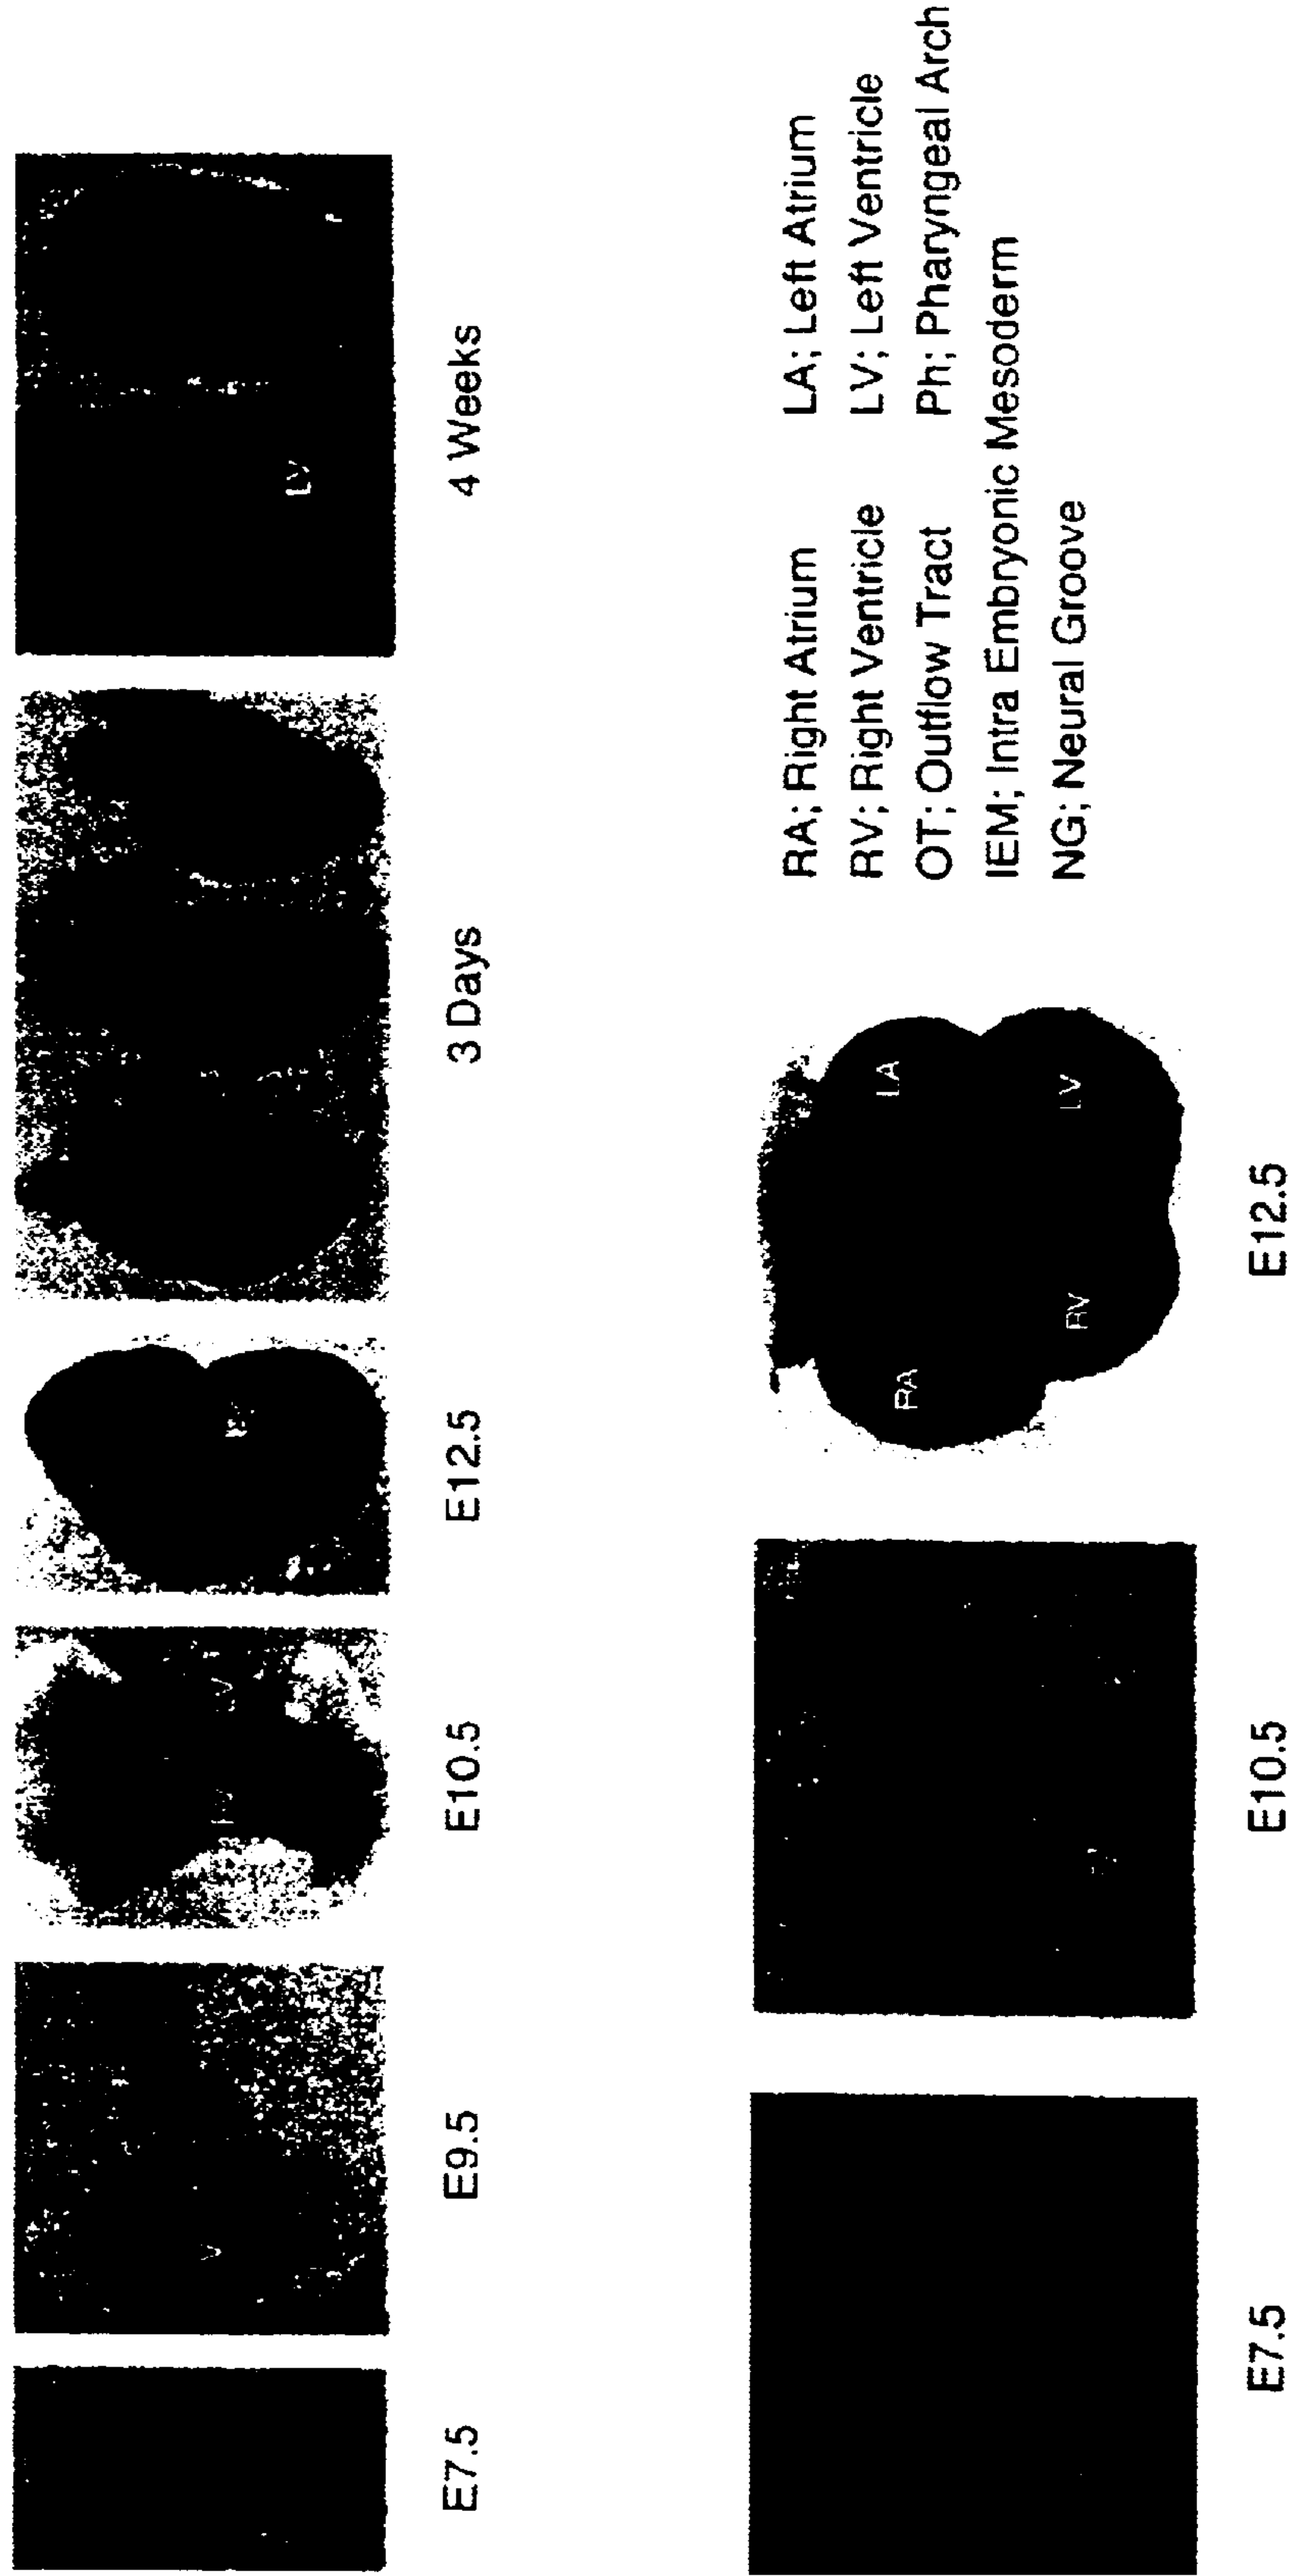 LV
V
E7.5
E9.5
E10.5
E12.5
3 Days
4 Weeks
RA
LA
RV
LV
E7.5
E10.5
E12.5
RA; Right Atrium LA; Left Atrium
RV; Right Ventricle LV; Left Ventricle
OT; Outflow Tract Ph; Pharyngeal Arch
IEM; Intra Embryonic Mesoderm
NG; Neural Groove